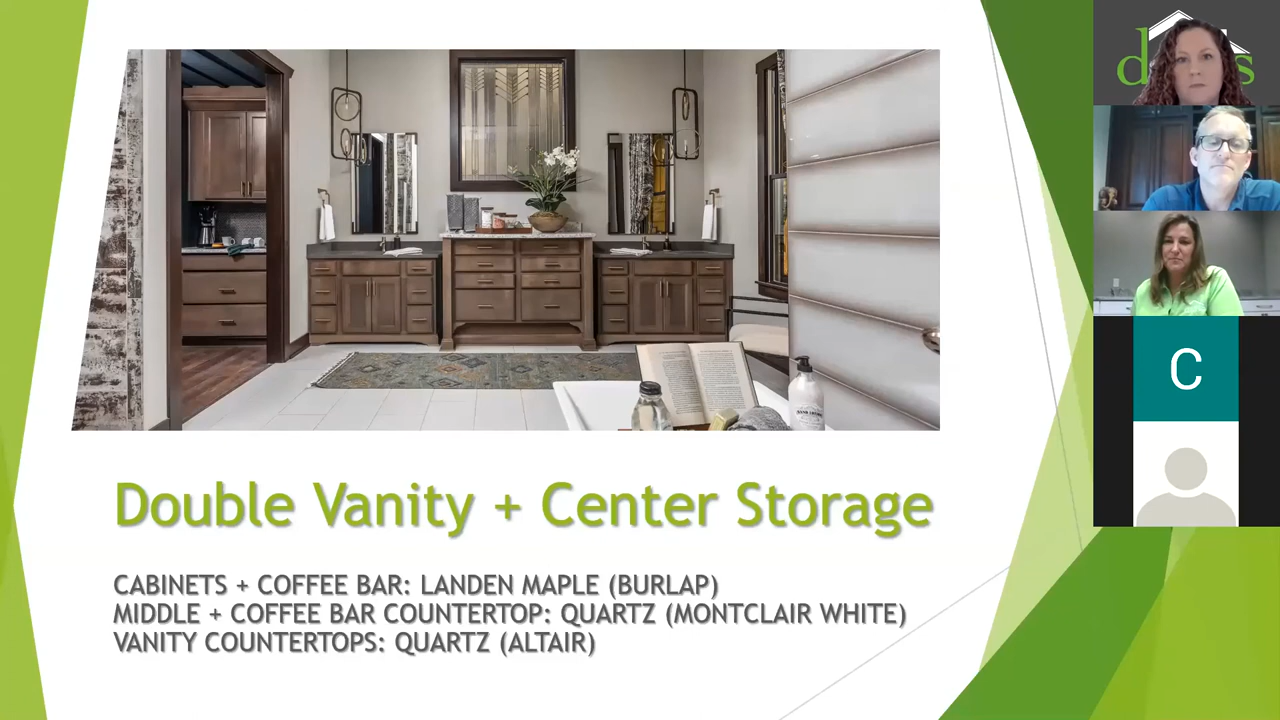 Double Vanity + Center Storage
CABINETS + COFFEE BAR: LANDEN MAPLE (BURLAP)
MIDDLE + COFFEE BAR COUNTERTOP: QUARTZ (MONTCLAIR WHITE)
VANITY COUNTERTOPS: QUARTZ (ALTAIR)
C